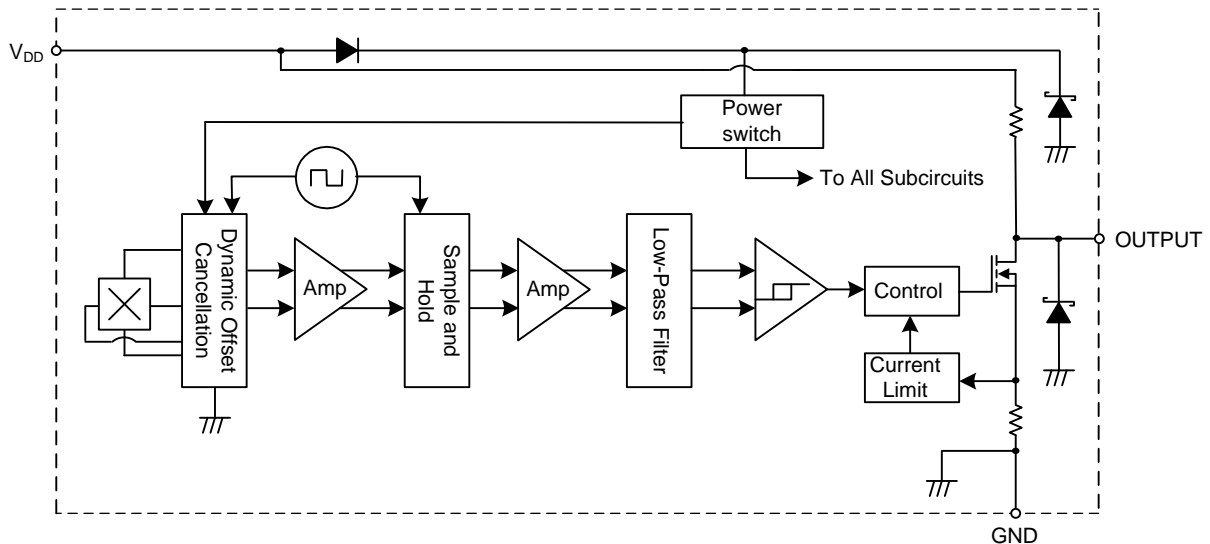 V_DD
Power
switch
To All Subcircuits
Dynamic Offset
Cancellation
Amp
Sample and
Hold
Amp
Low-Pass Filter
Control
Current
Limit
OUTPUT
GND